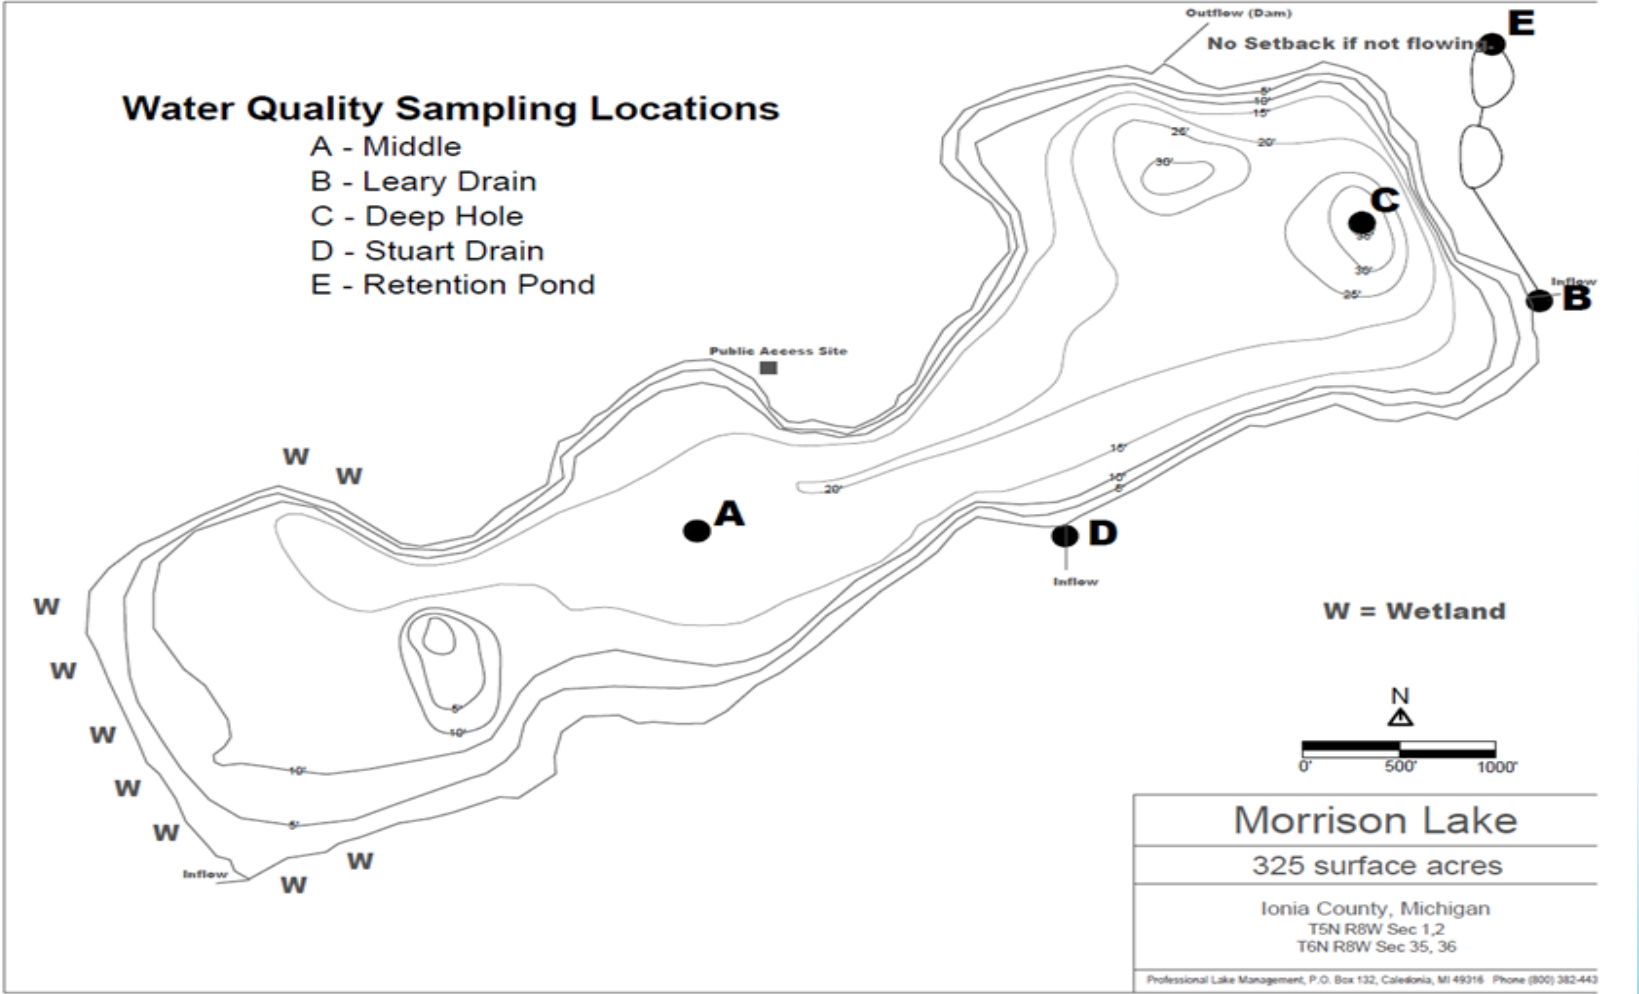 Outflow (Dam)
E
No Setback if not flowing.
Water Quality Sampling Locations
A - Middle
B - Leary Drain
C - Deep Hole
D - Stuart Drain
E - Retention Pond
5'
10'
15'
20'
25'
30'
C
30'
25'
Inflow
B
Public Access Site
W
W
15'
10'
5'
20'
A
D
Inflow
W
W = Wetland
W
N
5'
10'
W
0' 500' 1000'
10'
W
5'
W
W
Inflow
W
Morrison Lake
325 surface acres
Ionia County, Michigan
T5N R8W Sec 1,2
T6N R8W Sec 35, 36
Professional Lake Management, P.O. Box 132, Caledonia, MI 49316 Phone (800) 382-443